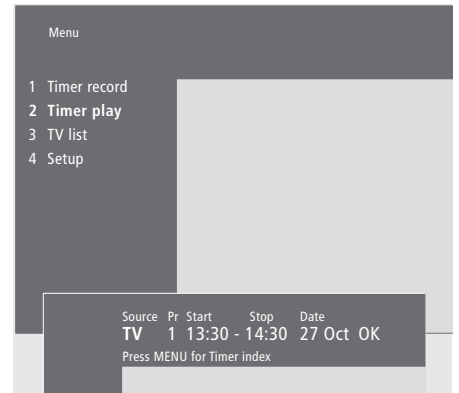 Menu
1 Timer record
2 Timer play
3 TV list
4 Setup
Source Pr Start Stop Date
TV 1 13:30 - 14:30 27 Oct OK
Press MENU for Timer index